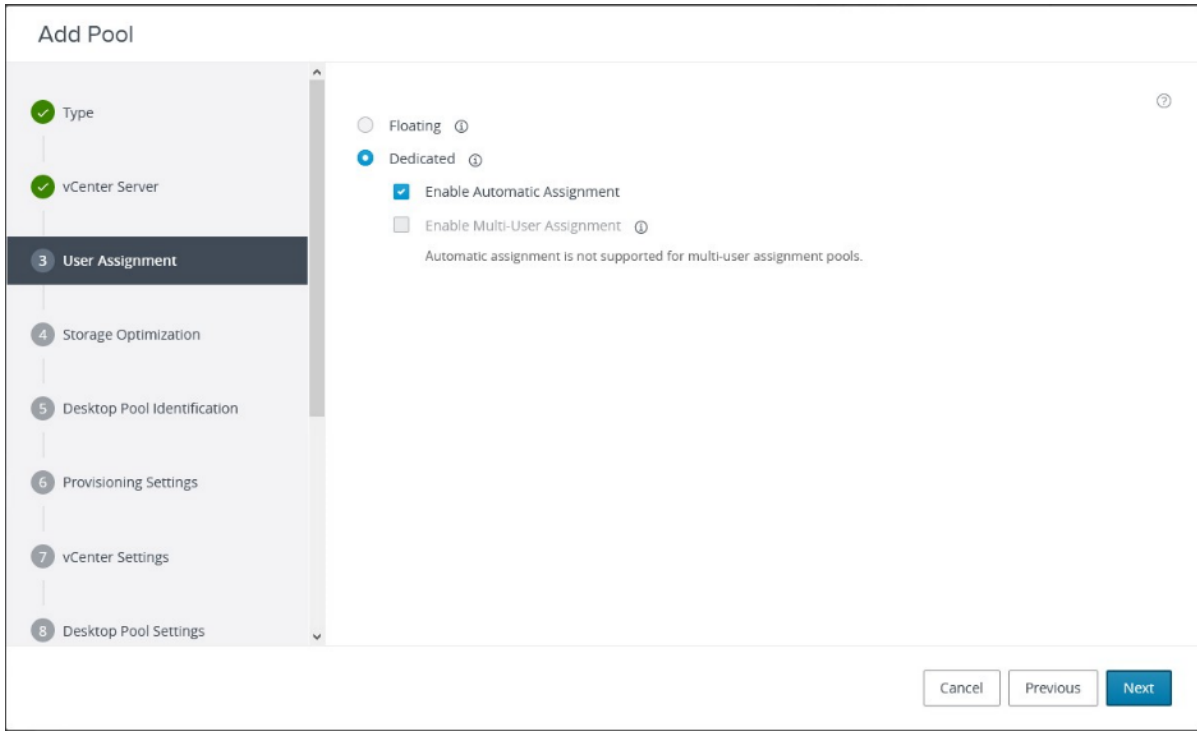 Add Pool
Type
vCenter Server
3 User Assignment
4 Storage Optimization
5 Desktop Pool Identification
6 Provisioning Settings
7 vCenter Settings
8 Desktop Pool Settings
?
Floating
Dedicated
Enable Automatic Assignment
Enable Multi-User Assignment
Automatic assignment is not supported for multi-user assignment pools.
Cancel Previous Next